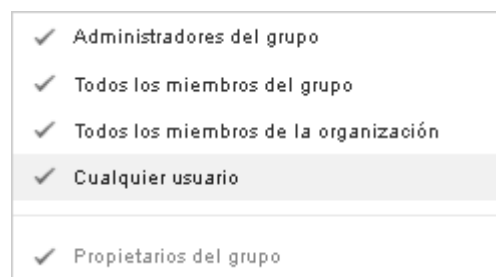 Administradores del grupo
Todos los miembros del grupo
Todos los miembros de la organización
Cualquier usuario
Propietarios del grupo